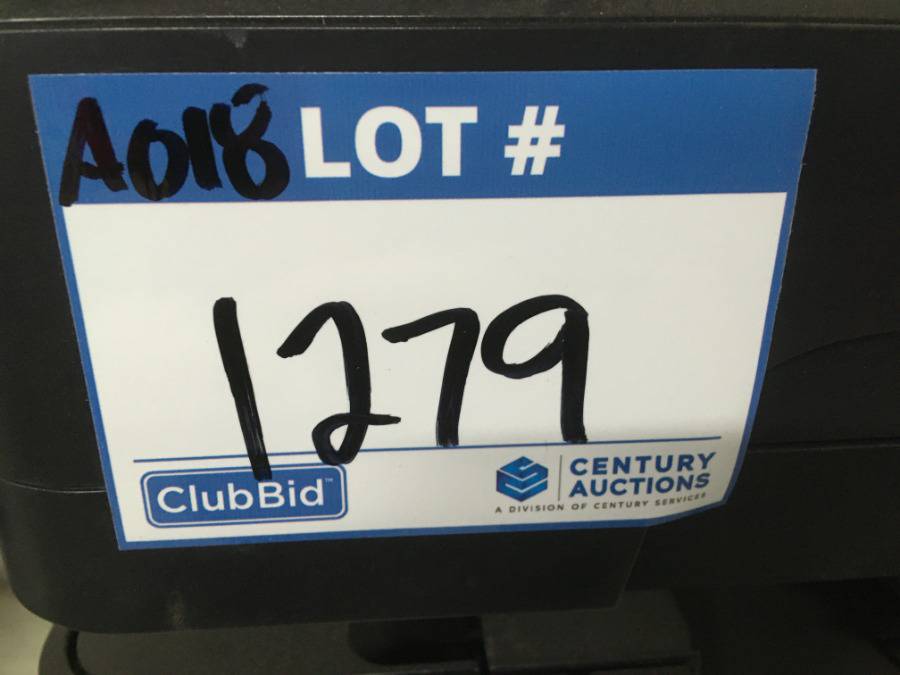 A018 LOT #
1279
ClubBid™
CENTURY
AUCTIONS
A DIVISION OF CENTURY SERVICES